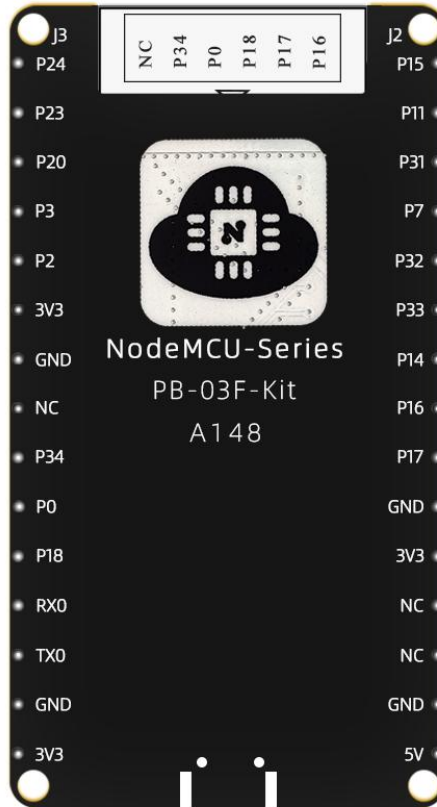 J3
J2
NC P34 P0 P18 P17 P16
P24
P23
P20
P3
P2
3V3
GND
NC
P34
P0
P18
RX0
TX0
GND
3V3
NodeMCU-Series
PB-03F-Kit
A148
P15
P11
P31
P7
P32
P33
P14
P16
P17
GND
3V3
NC
NC
GND
5V